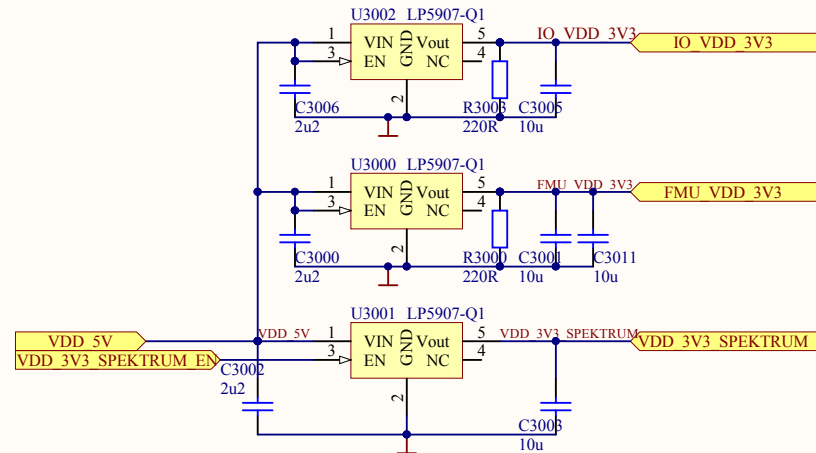 U3002 LP5907-Q1
1 VIN Vout 5 IO_VDD_3V3 IO_VDD_3V3
3 EN GND NC 4
2
C3006 R3003 C3005
2u2 220R 10u
U3000 LP5907-Q1
1 VIN Vout 5 FMU_VDD_3V3 FMU_VDD_3V3
3 EN GND NC 4
2
C3000 R3000 C3001 C3011
2u2 220R 10u 10u
U3001 LP5907-Q1
VDD_5V VDD_5V 1 VIN Vout 5 VDD_3V3_SPEKTRUM VDD_3V3_SPEKTRUM
VDD_3V3_SPEKTRUM_EN 3 EN GND NC 4
C3002
2u2
2
C3003
10u